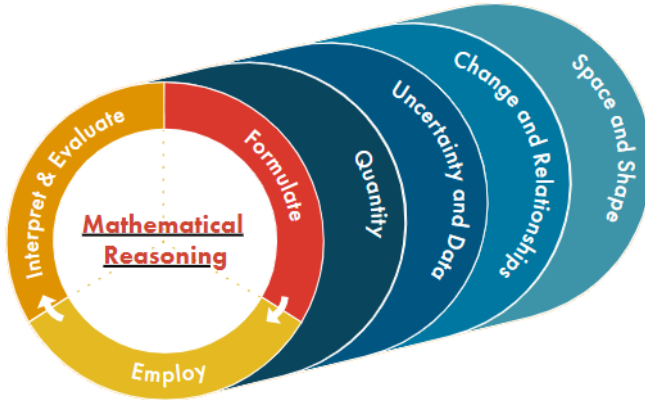 Mathematical
Reasoning
Formulate
Employ
Interpret & Evaluate
Quantity
Uncertainty and Data
Change and Relationships
Space and Shape